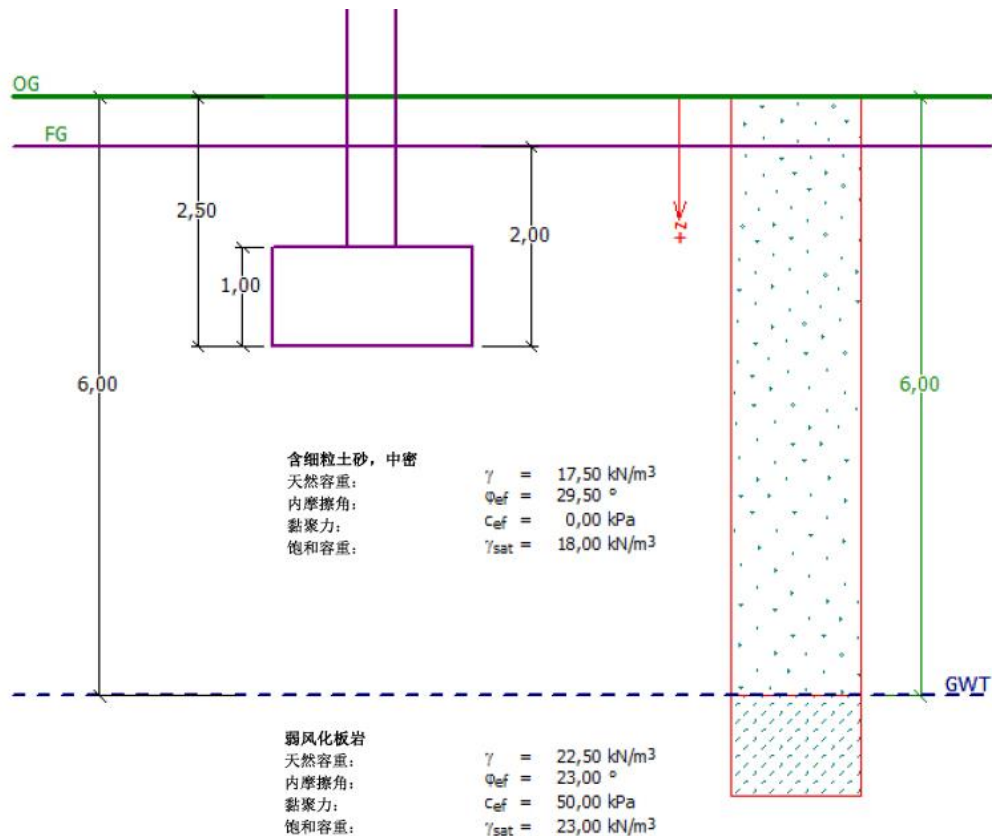 OG
FG
2,50
2,00
1,00
6,00
6,00
含细粒土砂，中密
天然容重： γ = 17,50 kN/m³
内摩擦角： φef = 29,50 °
黏聚力： cef = 0,00 kPa
饱和容重： γsat = 18,00 kN/m³
+z
GWT
弱风化板岩
天然容重： γ = 22,50 kN/m³
内摩擦角： φef = 23,00 °
黏聚力： cef = 50,00 kPa
饱和容重： γsat = 23,00 kN/m³